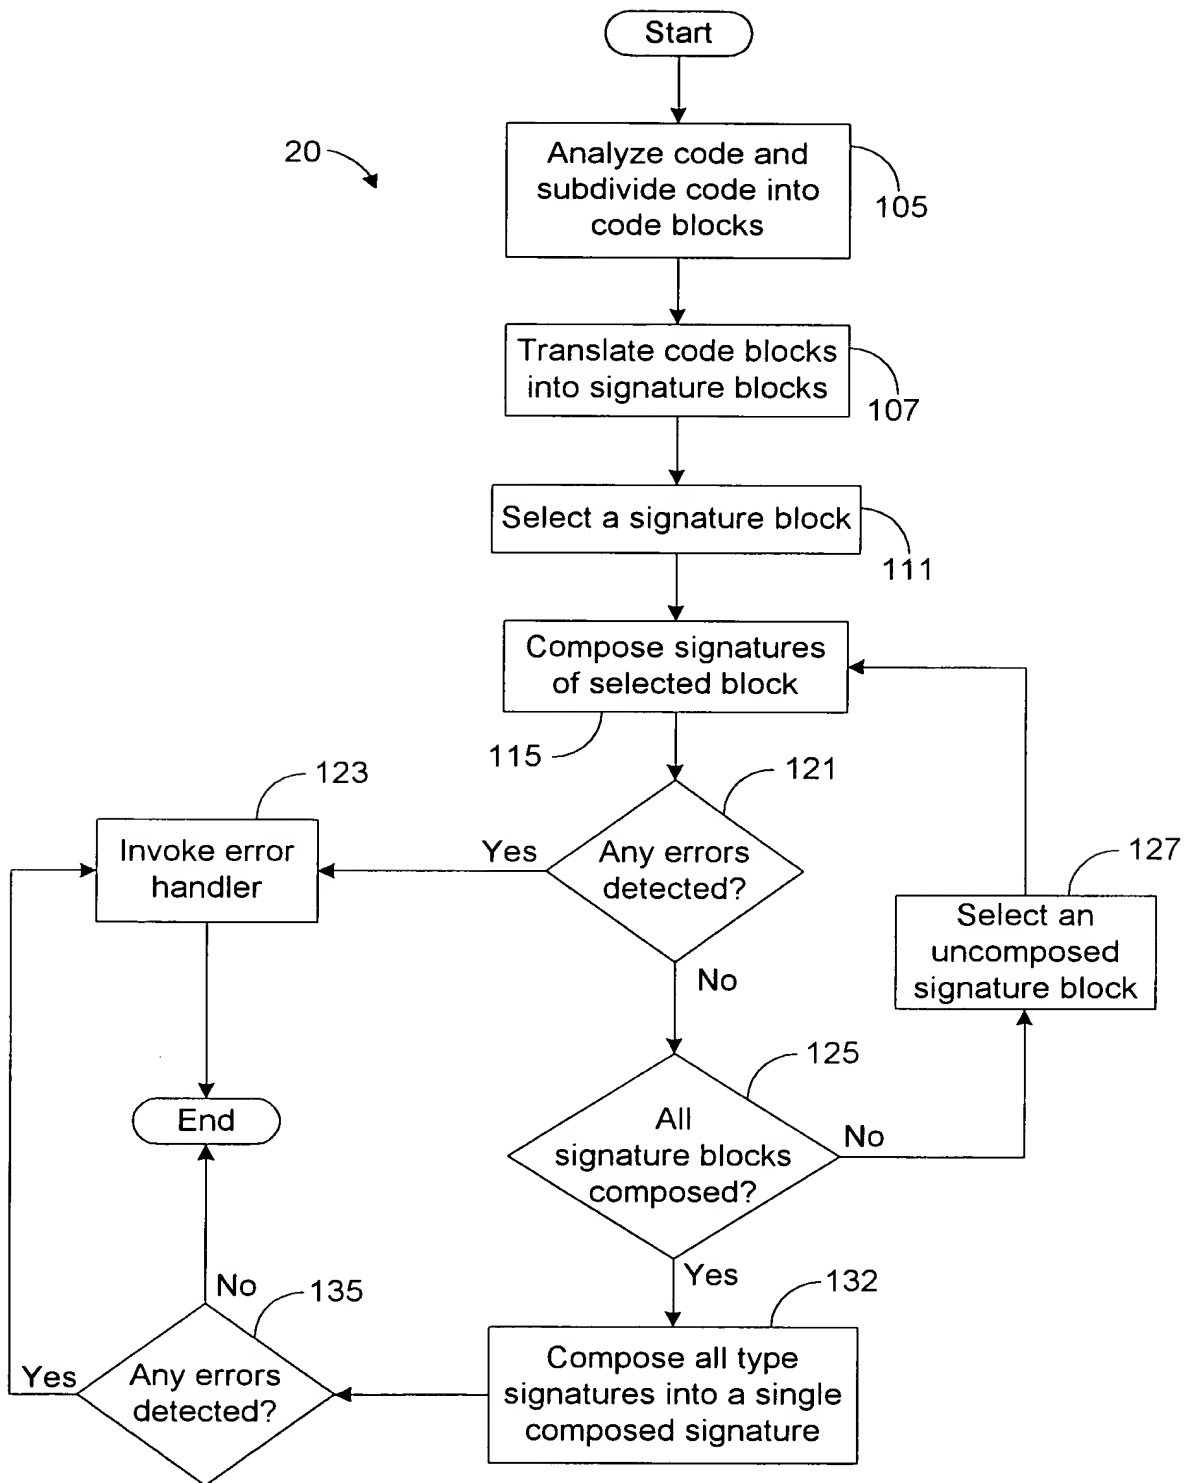 Start
20
Analyze code and
subdivide code into
code blocks
105
Translate code blocks
into signature blocks
107
Select a signature block
111
Compose signatures
of selected block
115
121
123
Invoke error
handler
Yes
Any errors
detected?
127
Select an
uncomposed
signature block
No
125
End
All
signature blocks
composed?
No
Yes
132
No
135
Yes
Any errors
detected?
Compose all type
signatures into a single
composed signature